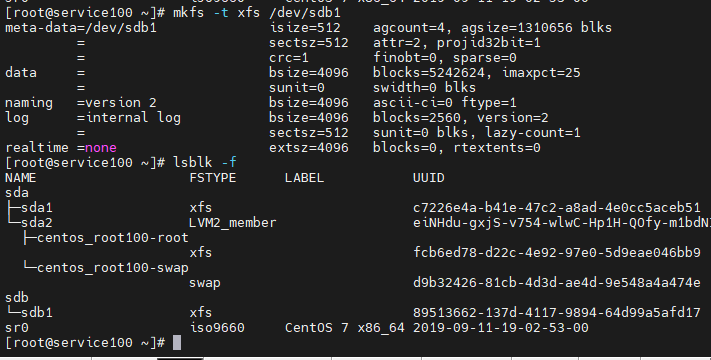 [root@service100 ~]# mkfs -t xfs /dev/sdb1
meta-data=/dev/sdb1              isize=512    agcount=4, agsize=1310656 blks
         =                       sectsz=512   attr=2, projid32bit=1
         =                       crc=1        finobt=0, sparse=0
data     =                       bsize=4096   blocks=5242624, imaxpct=25
         =                       sunit=0      swidth=0 blks
naming   =version 2              bsize=4096   ascii-ci=0 ftype=1
log      =internal log           bsize=4096   blocks=2560, version=2
         =                       sectsz=512   sunit=0 blks, lazy-count=1
realtime =none                   extsz=4096   blocks=0, rtextents=0
[root@service100 ~]# lsblk -f
NAME                FSTYPE      LABEL           UUID
sda
├─sda1              xfs                         c7226e4a-b41e-47c2-a8ad-4e0cc5aceb51
└─sda2              LVM2_member                 eiNHdu-gxjS-v754-wlwC-Hp1H-QOfy-m1bdN
  ├─centos_root100-root
                    xfs                         fcb6ed78-d22c-4e92-97e0-5d9eae046bb9
  └─centos_root100-swap
                    swap                        d9b32426-81cb-4d3d-ae4d-9e548a4a474e
sdb
└─sdb1              xfs                         89513662-137d-4117-9894-64d99a5afd17
sr0                 iso9660     CentOS 7 x86_64 2019-09-11-19-02-53-00
[root@service100 ~]#